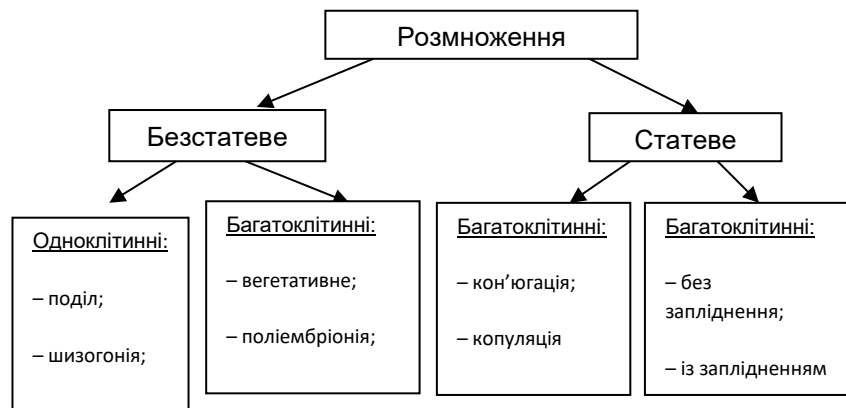 Розмноження
Безстатеве
Статеве
Одноклітинні:
– поділ;
– шизогонія;
Багатоклітинні:
– вегетативне;
– поліембріонія;
Багатоклітинні:
– кон’югація;
– копуляція
Багатоклітинні:
– без
запліднення;
– із заплідненням